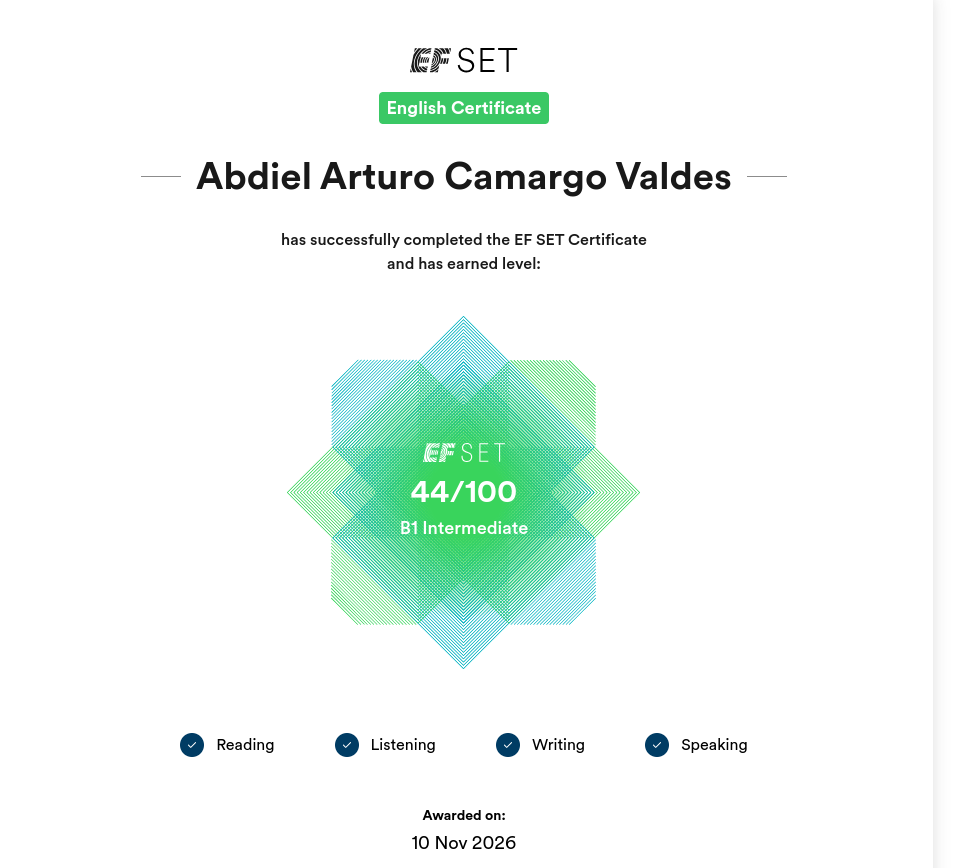 EF SET
English Certificate
Abdiel Arturo Camargo Valdes
has successfully completed the EF SET Certificate
and has earned level:
EF SET
44/100
B1 Intermediate
Reading Listening Writing Speaking
Awarded on:
10 Nov 2026